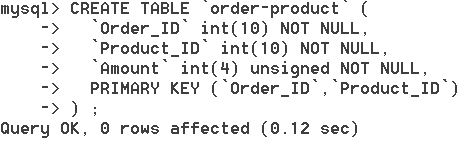 mysql> CREATE TABLE `order-product` (
    -> `Order_ID` int(10) NOT NULL,
    -> `Product_ID` int(10) NOT NULL,
    -> `Amount` int(4) unsigned NOT NULL,
    -> PRIMARY KEY (`Order_ID`,`Product_ID`)
    -> ) ;
Query OK, 0 rows affected (0.12 sec)